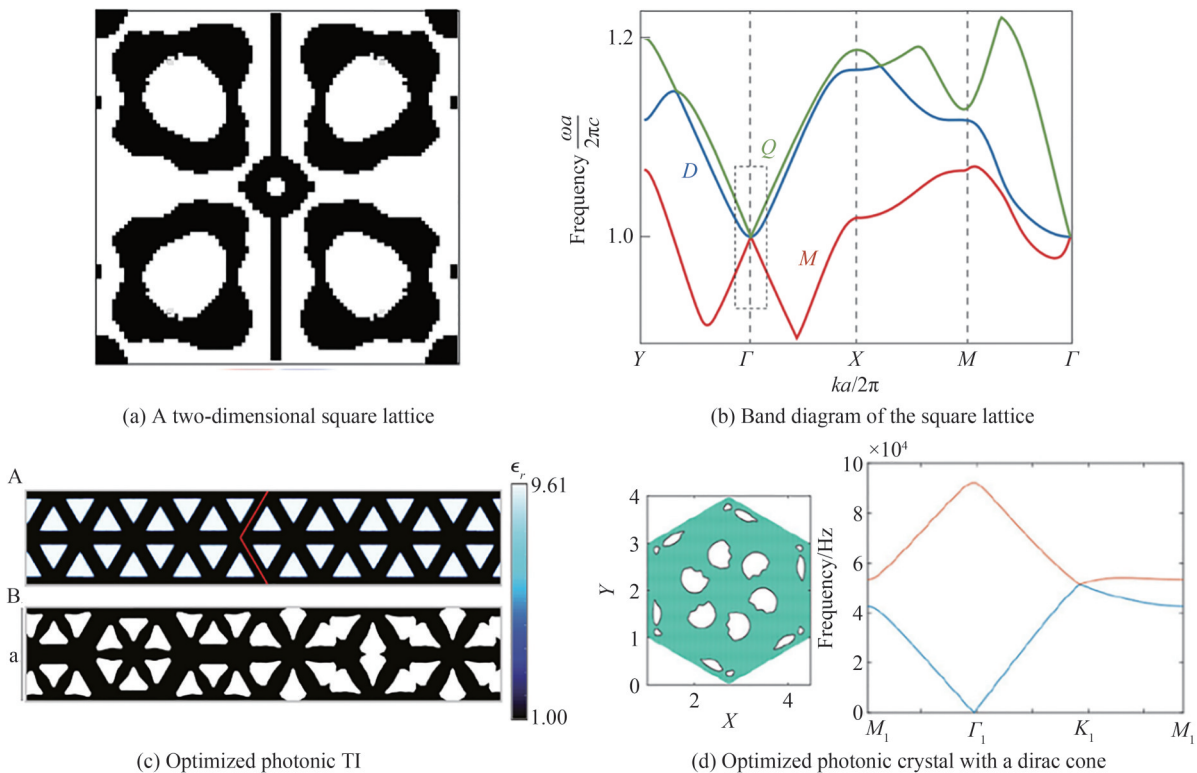 (a) A two-dimensional square lattice
1.2
1.0
Frequency ωa/2πc
Q
D
M
Y Γ X M Γ
ka/2π
(b) Band diagram of the square lattice
A
B
a
ϵr
9.61
1.00
(c) Optimized photonic TI
4
3
2
1
0
Y
2 4
X
×10⁴
10
8
6
4
2
0
Frequency/Hz
M₁ Γ₁ K₁ M₁
(d) Optimized photonic crystal with a dirac cone